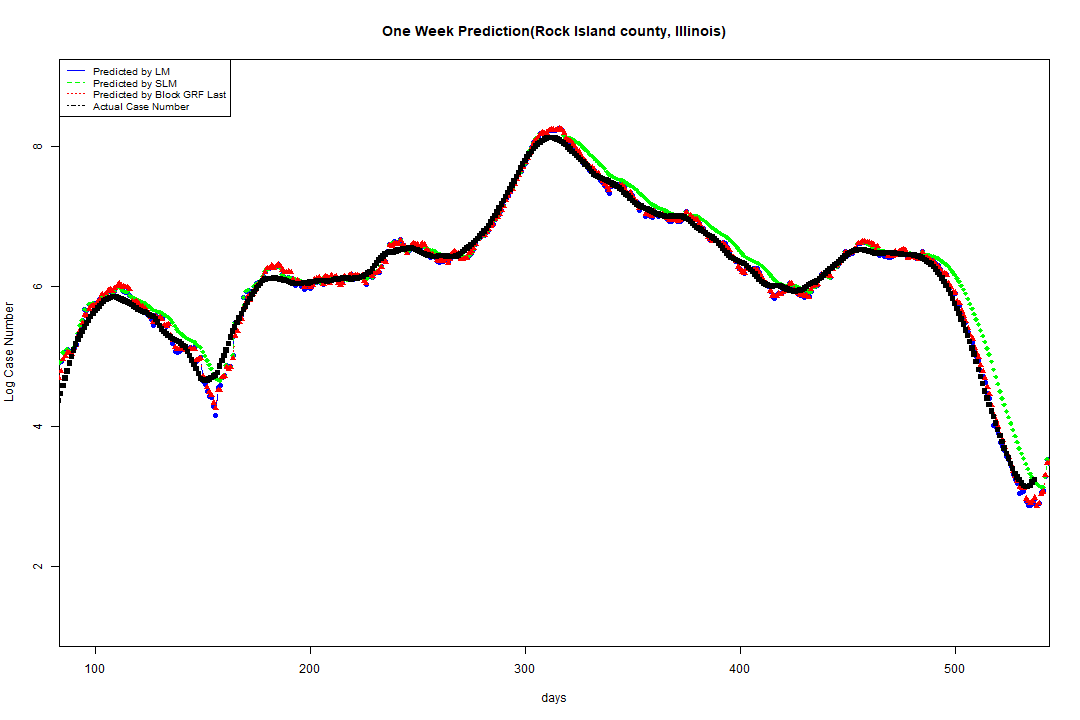 One Week Prediction(Rock Island county, Illinois)
Predicted by LM
Predicted by SLM
Predicted by Block GRF Last
Actual Case Number
8
6
4
2
Log Case Number
100 200 300 400 500
days